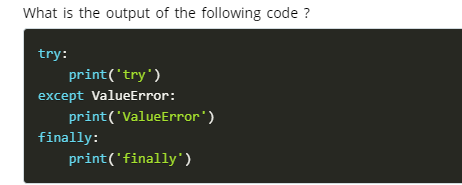 What is the output of the following code ?
try:
    print('try')
except ValueError:
    print('ValueError')
finally:
    print('finally')